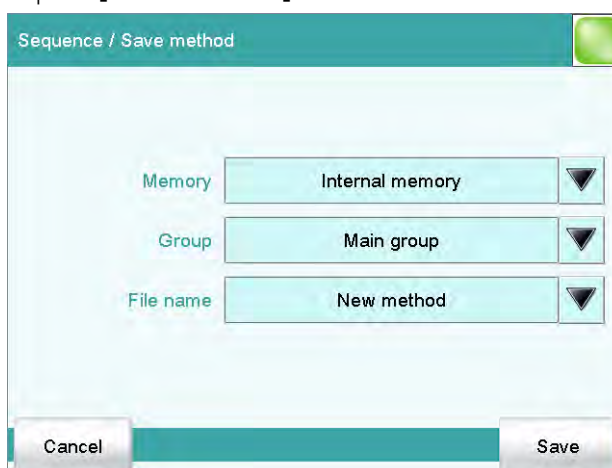 Sequence / Save method
Memory Internal memory
Group Main group
File name New method
Cancel Save